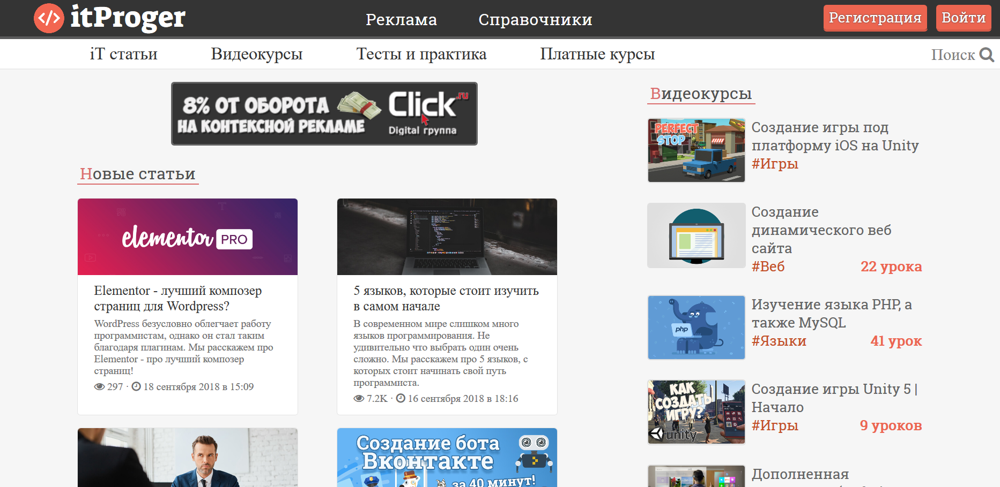 itProger
Реклама
Справочники
Регистрация
Войти
iT статьи
Видеокурсы
Тесты и практика
Платные курсы
Поиск
8% ОТ ОБОРОТА
НА КОНТЕКСНОЙ РЕКЛАМЕ
Click.ru
Digital группа
Новые статьи
elementor PRO
Elementor - лучший композер
страниц для Wordpress?
WordPress безусловно облегчает работу
программистам, однако он стал таким
благодаря плагинам. Мы расскажем про
Elementor - про лучший композер
страниц!
297 · 18 сентября 2018 в 15:09
5 языков, которые стоит изучить
в самом начале
В современном мире слишком много
языков программирования. Не
удивительно что выбрать один очень
сложно. Мы расскажем про 5 языков, с
которых стоит начинать свой путь
программиста.
7.2K · 16 сентября 2018 в 18:16
Создание бота
Вконтакте
за 40 минут!
Видеокурсы
PERFECT
STOP
Создание игры под
платформу iOS на Unity
#Игры
Создание
динамического веб
сайта
#Веб 22 урока
php
Изучение языка PHP, а
также MySQL
#Языки 41 урок
КАК
СОЗДАТЬ
ИГРУ?
unity
Создание игры Unity 5 |
Начало
#Игры 9 уроков
Дополненная